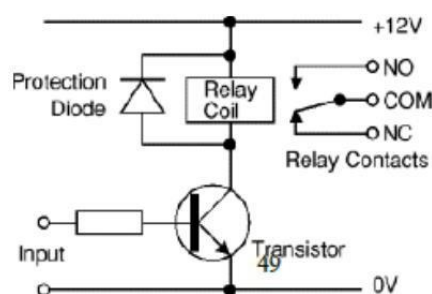 +12V
Protection
Diode
Relay
Coil
NO
COM
NC
Relay Contacts
Input
Transistor
49
0V